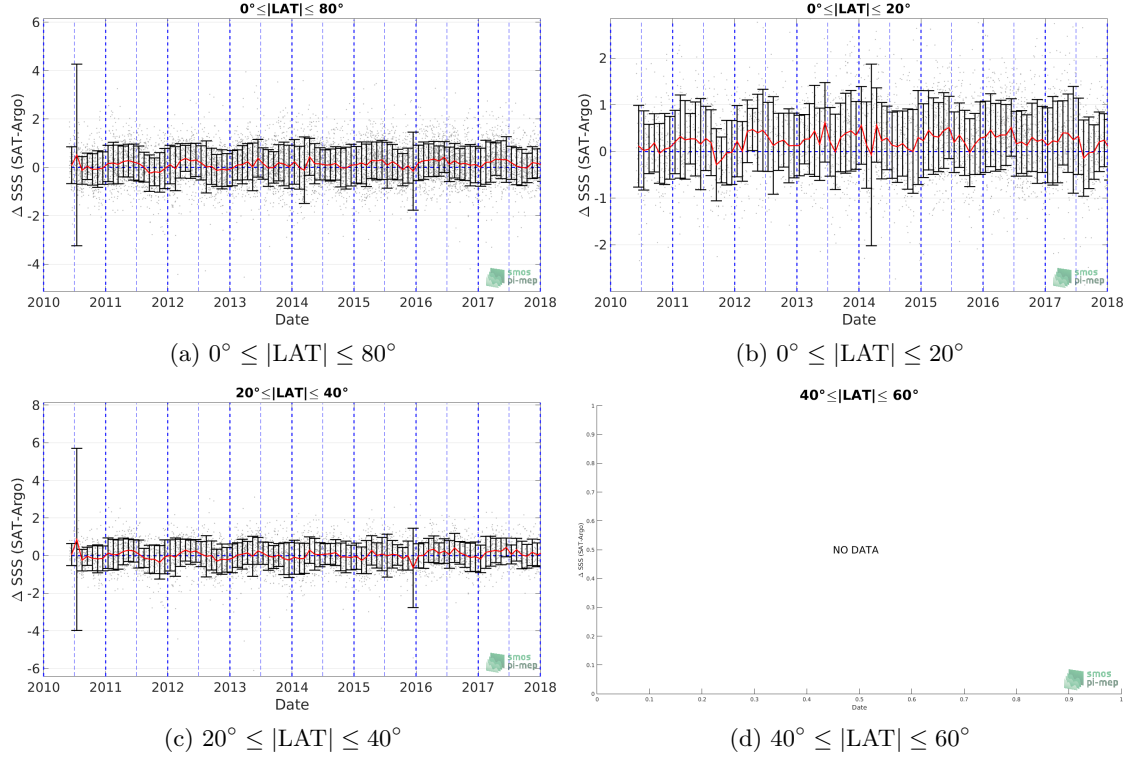 0°≤|LAT|≤ 80°
Δ SSS (SAT-Argo)
6
4
2
0
-2
-4
2010 2011 2012 2013 2014 2015 2016 2017 2018
Date
smos
pi-mep
(a) 0° ≤ |LAT| ≤ 80°
0°≤|LAT|≤ 20°
Δ SSS (SAT-Argo)
2
1
0
-1
-2
2010 2011 2012 2013 2014 2015 2016 2017 2018
Date
smos
pi-mep
(b) 0° ≤ |LAT| ≤ 20°
20°≤|LAT|≤ 40°
Δ SSS (SAT-Argo)
8
6
4
2
0
-2
-4
-6
2010 2011 2012 2013 2014 2015 2016 2017 2018
Date
smos
pi-mep
(c) 20° ≤ |LAT| ≤ 40°
40°≤|LAT|≤ 60°
Δ SSS (SAT-Argo)
1
0.9
0.8
0.7
0.6
0.5
0.4
0.3
0.2
0.1
0
NO DATA
0 0.1 0.2 0.3 0.4 0.5 0.6 0.7 0.8 0.9 1
Date
smos
pi-mep
(d) 40° ≤ |LAT| ≤ 60°